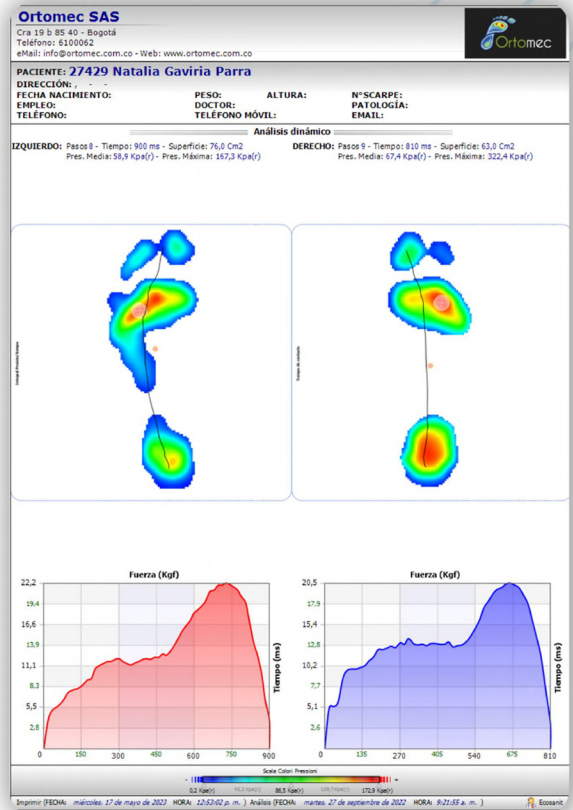 Ortomec SAS
Cra 19 b 85 40 - Bogotá
Teléfono: 6100062
eMail: info@ortomec.com.co - Web: www.ortomec.com.co
Ortomec
PACIENTE: 27429 Natalia Gaviria Parra
DIRECCIÓN: , - -
FECHA NACIMIENTO: PESO: ALTURA: N°SCARPE:
EMPLEO: DOCTOR: PATOLOGÍA:
TELÉFONO: TELÉFONO MÓVIL: EMAIL:
Análisis dinámico
IZQUIERDO: Pasos 8 - Tiempo: 900 ms - Superficie: 76,0 Cm2
Pres. Media: 58,9 Kpa(r) - Pres. Máxima: 167,3 Kpa(r)
DERECHO: Pasos 9 - Tiempo: 810 ms - Superficie: 63,0 Cm2
Pres. Media: 67,4 Kpa(r) - Pres. Máxima: 322,4 Kpa(r)
Tiempo de contacto
Fuerza (Kgf)
22,2
19,4
16,6
13,9
11,1
8,3
5,5
2,8
0 150 300 450 600 750 900
Tiempo (ms)
Fuerza (Kgf)
20,5
17,9
15,4
12,8
10,2
7,7
5,1
2,6
0 135 270 405 540 675 810
Tiempo (ms)
Scale Colori Pressioni
- +
0,2 Kpa(r) 86,5 Kpa(r) 172,9 Kpa(r)
Imprimir (FECHA: miércoles, 17 de mayo de 2023 HORA: 12:53:02 p. m. ) Análisis (FECHA: martes, 27 de septiembre de 2022 HORA: 9:21:55 a. m. ) Ecosanit